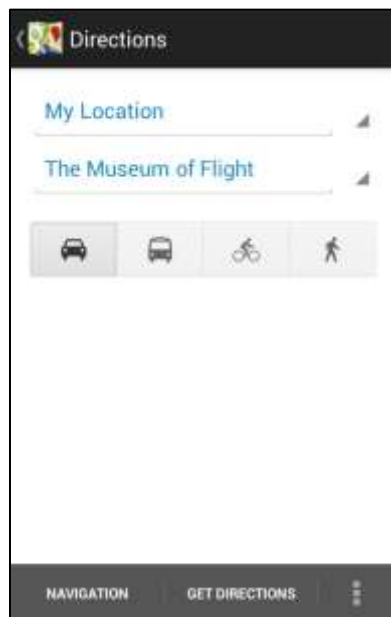 Directions
My Location
The Museum of Flight
NAVIGATION GET DIRECTIONS